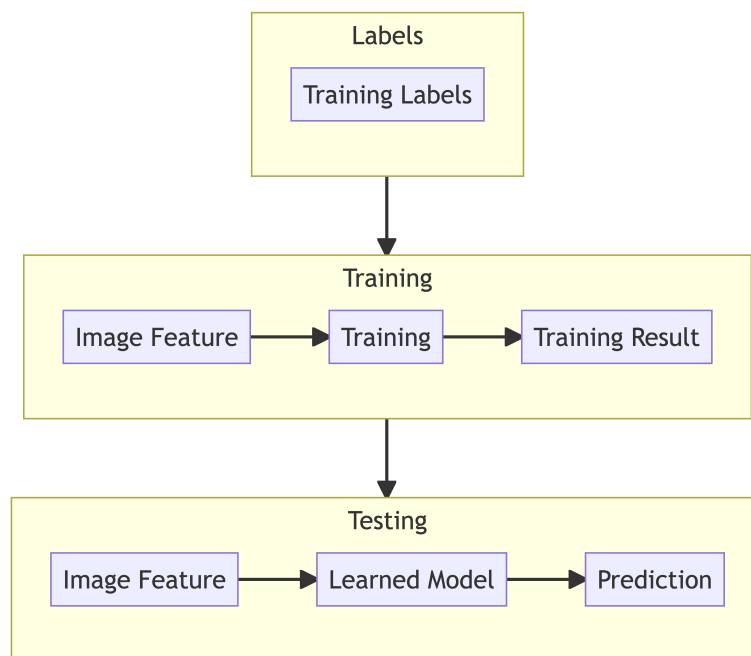 Labels
Training Labels
Training
Image Feature
Training
Training Result
Testing
Image Feature
Learned Model
Prediction